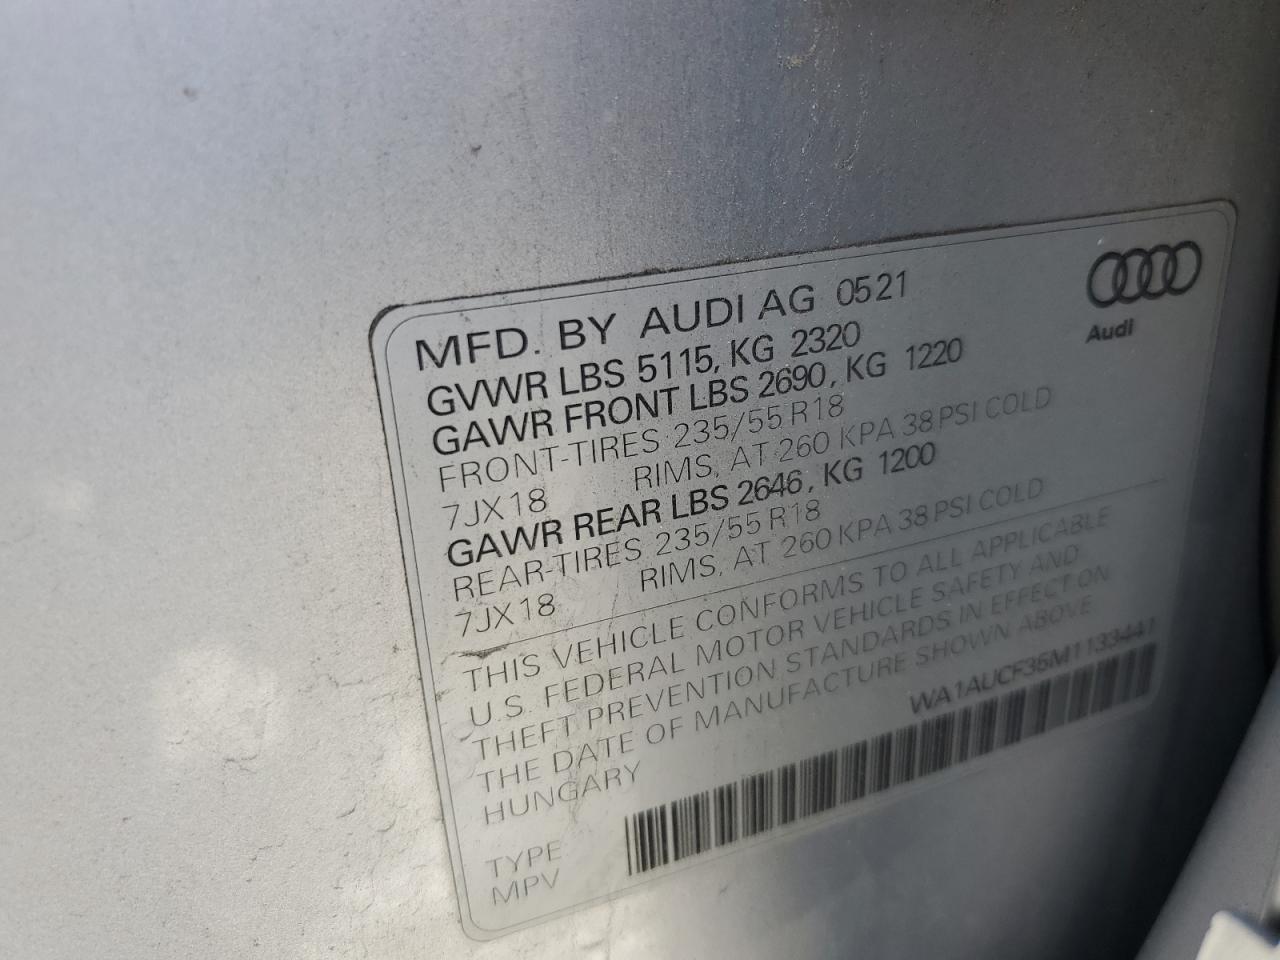 MFD. BY AUDI AG 0521
Audi
GVWR LBS 5115, KG 2320
GAWR FRONT LBS 2690, KG 1220
FRONT-TIRES 235/55 R18
7JX18 RIMS, AT 260 KPA 38 PSI COLD
GAWR REAR LBS 2646, KG 1200
REAR-TIRES 235/55 R18
7JX18 RIMS, AT 260 KPA 38 PSI COLD
THIS VEHICLE CONFORMS TO ALL APPLICABLE
U.S. FEDERAL MOTOR VEHICLE SAFETY AND
THEFT PREVENTION STANDARDS IN EFFECT ON
THE DATE OF MANUFACTURE SHOWN ABOVE
HUNGARY
WA1AUCF36M1133441
TYPE
MPV